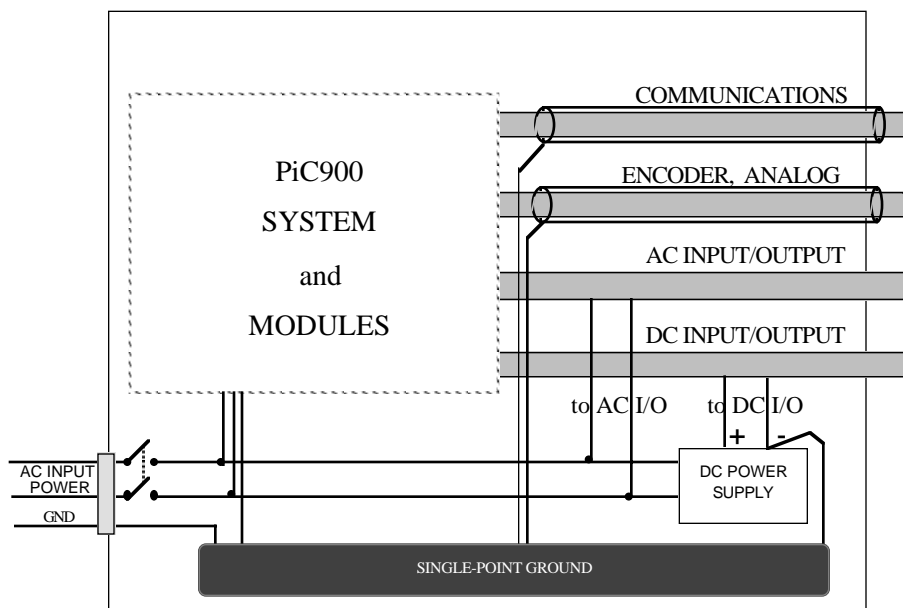 COMMUNICATIONS
PiC900
SYSTEM
and
MODULES
ENCODER, ANALOG
AC INPUT/OUTPUT
DC INPUT/OUTPUT
to AC I/O
to DC I/O
+ -
AC INPUT
POWER
GND
DC POWER
SUPPLY
SINGLE-POINT GROUND